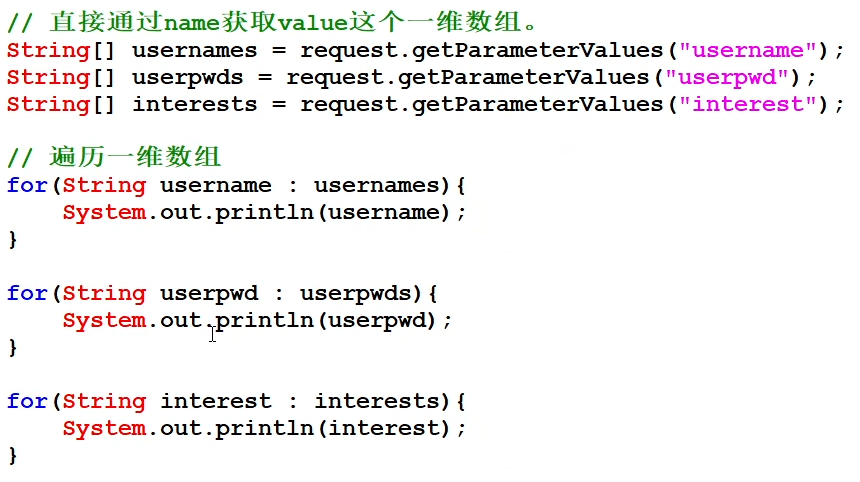 // 直接通过name获取value这个一维数组。
String[] usernames = request.getParameterValues("username");
String[] userpwds = request.getParameterValues("userpwd");
String[] interests = request.getParameterValues("interest");
// 遍历一维数组
for(String username : usernames){
    System.out.println(username);
}
for(String userpwd : userpwds){
    System.out.println(userpwd);
}
for(String interest : interests){
    System.out.println(interest);
}